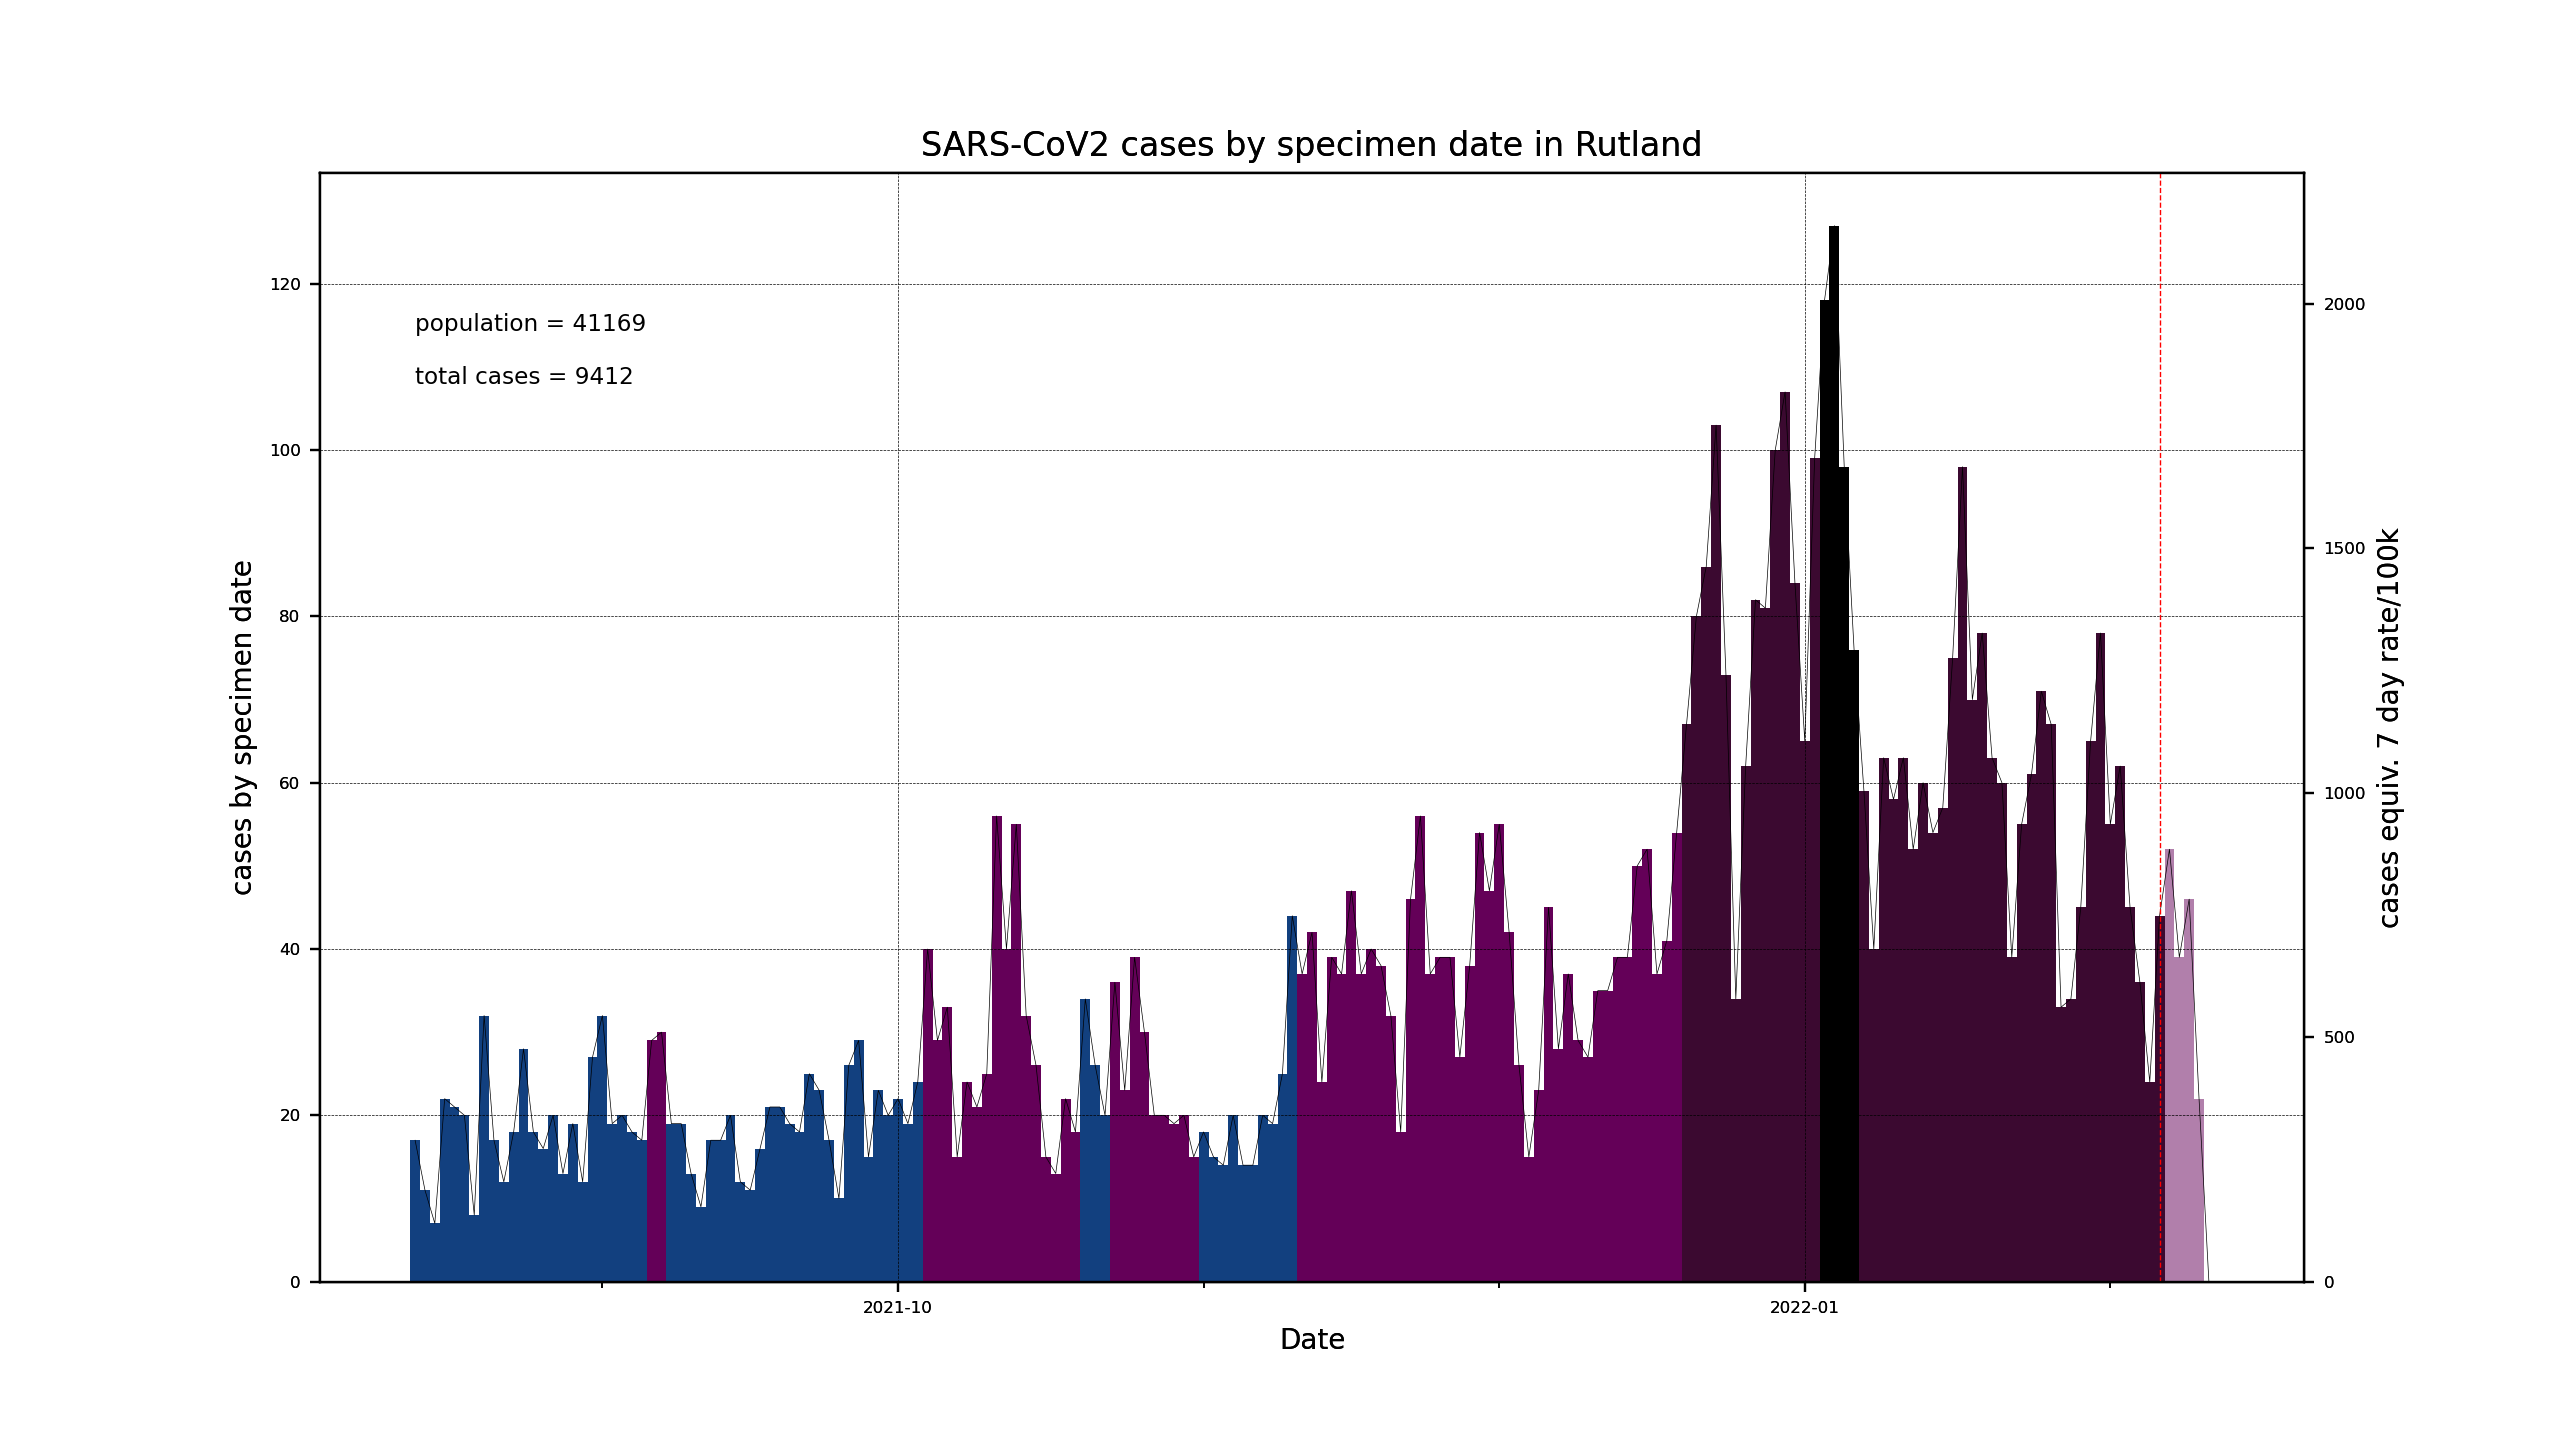 SARS-CoV2 cases by specimen date in Rutland
population = 41169
total cases = 9412
cases by specimen date
120
100
80
60
40
20
0
2000
1500
1000
500
0
cases equiv. 7 day rate/100k
2021-10
2022-01
Date